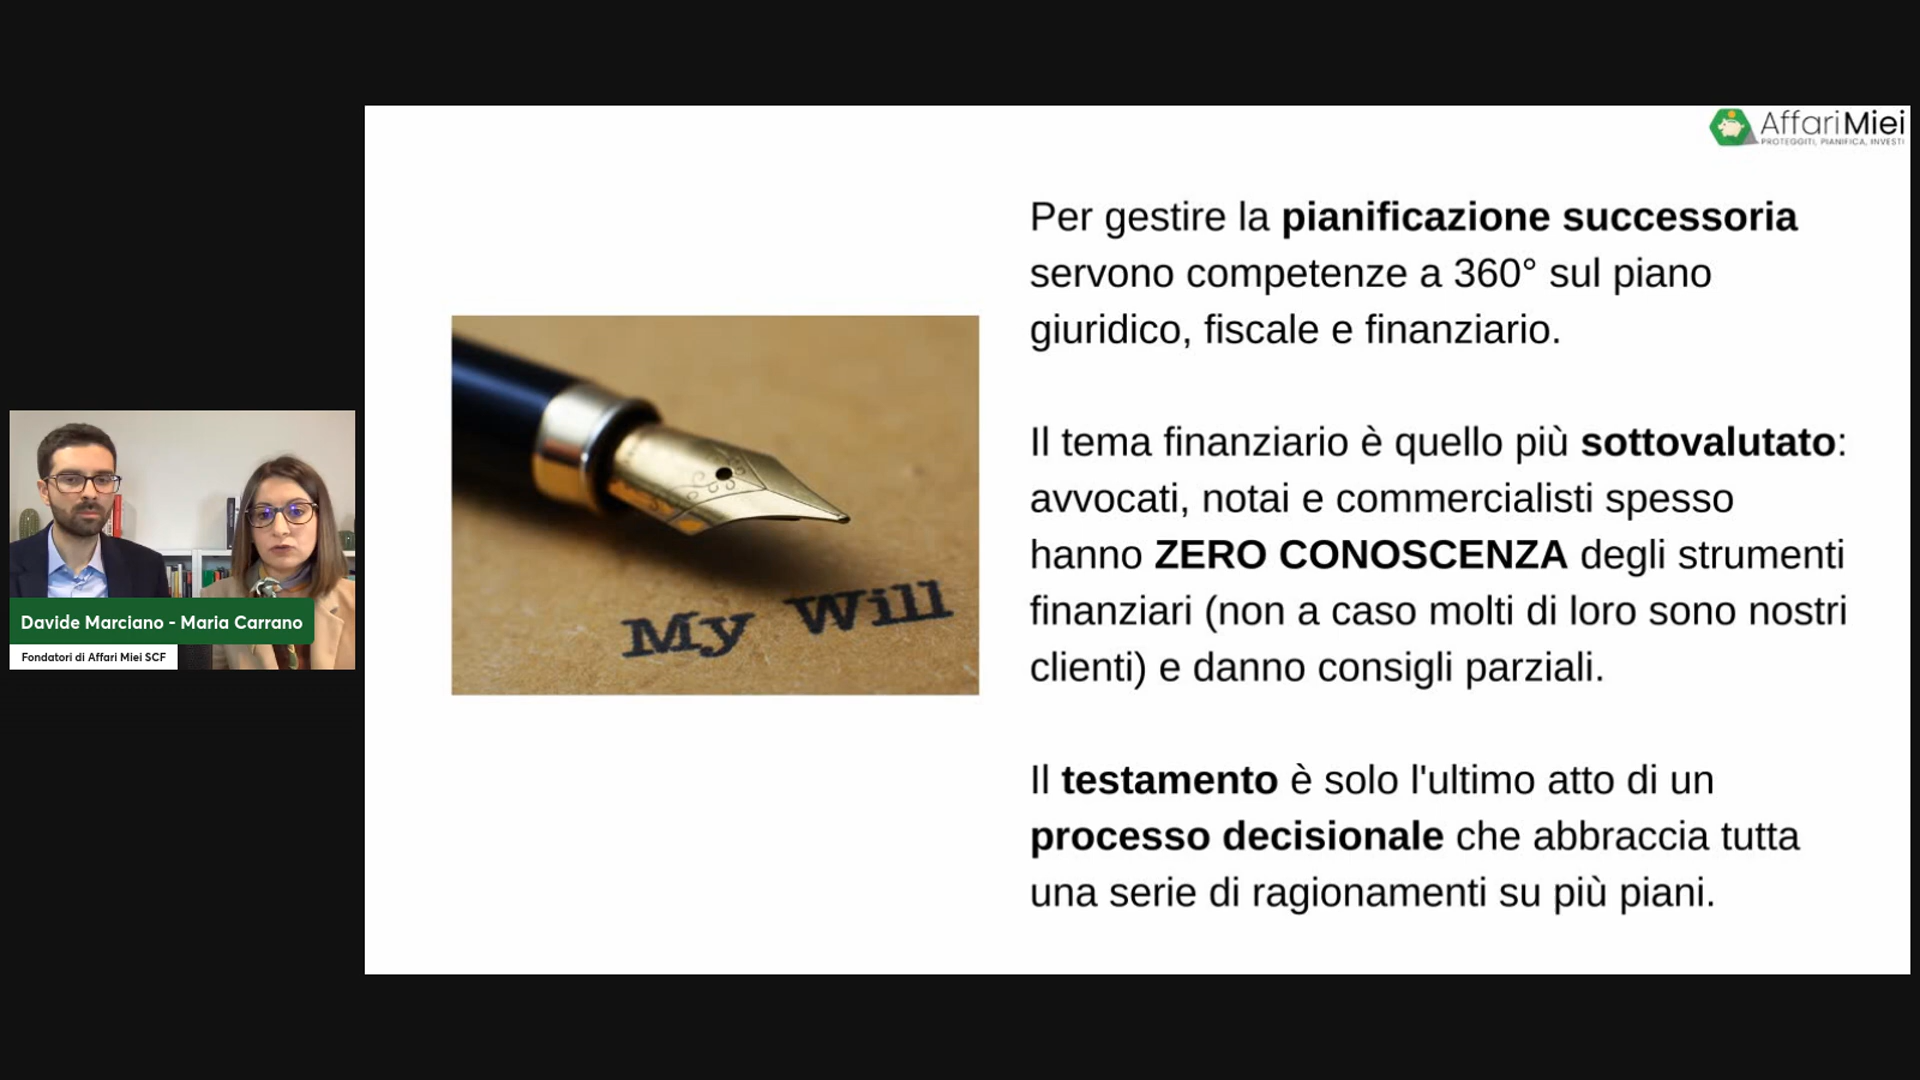 AffariMiei
PROTEGGITI, PIANIFICA, INVESTI
Per gestire la pianificazione successoria
servono competenze a 360° sul piano
giuridico, fiscale e finanziario.
Il tema finanziario è quello più sottovalutato:
avvocati, notai e commercialisti spesso
hanno ZERO CONOSCENZA degli strumenti
finanziari (non a caso molti di loro sono nostri
clienti) e danno consigli parziali.
Il testamento è solo l'ultimo atto di un
processo decisionale che abbraccia tutta
una serie di ragionamenti su più piani.
My Will
Davide Marciano - Maria Carrano
Fondatori di Affari Miei SCF